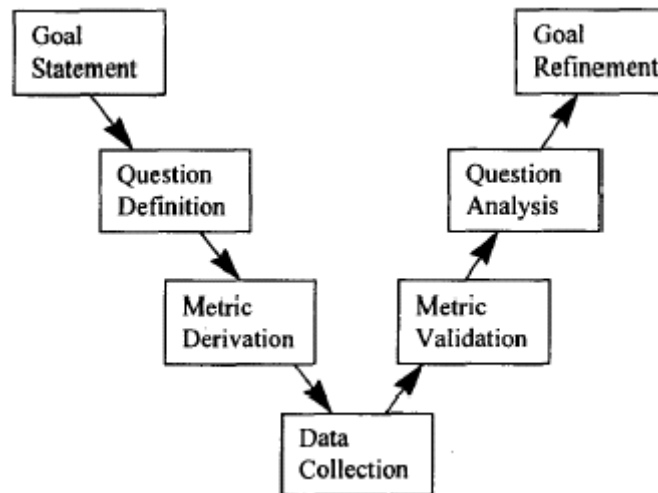 Goal
Statement
Goal
Refinement
Question
Definition
Question
Analysis
Metric
Derivation
Metric
Validation
Data
Collection